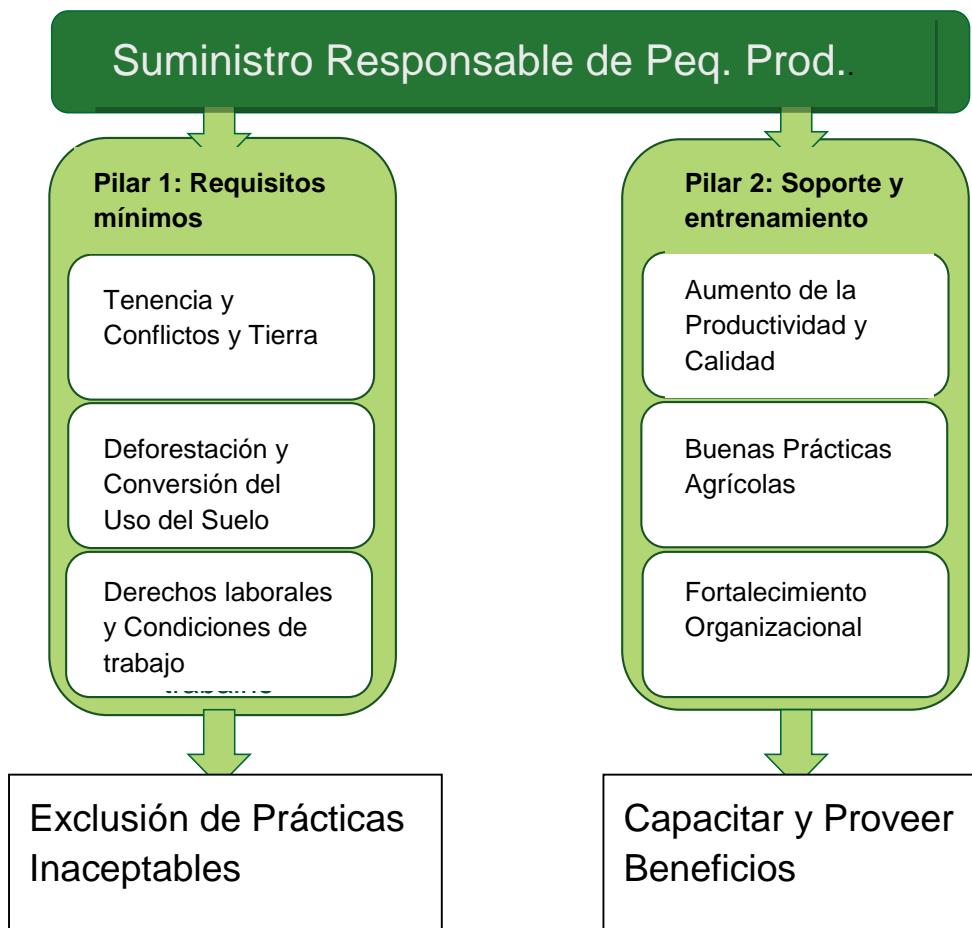 Suministro Responsable de Peq. Prod..
Pilar 1: Requisitos
mínimos
Tenencia y
Conflictos y Tierra
Deforestación y
Conversión del
Uso del Suelo
Derechos laborales
y Condiciones de
trabajo
Exclusión de Prácticas
Inaceptables
Pilar 2: Soporte y
entrenamiento
Aumento de la
Productividad y
Calidad
Buenas Prácticas
Agrícolas
Fortalecimiento
Organizacional
Capacitar y Proveer
Beneficios